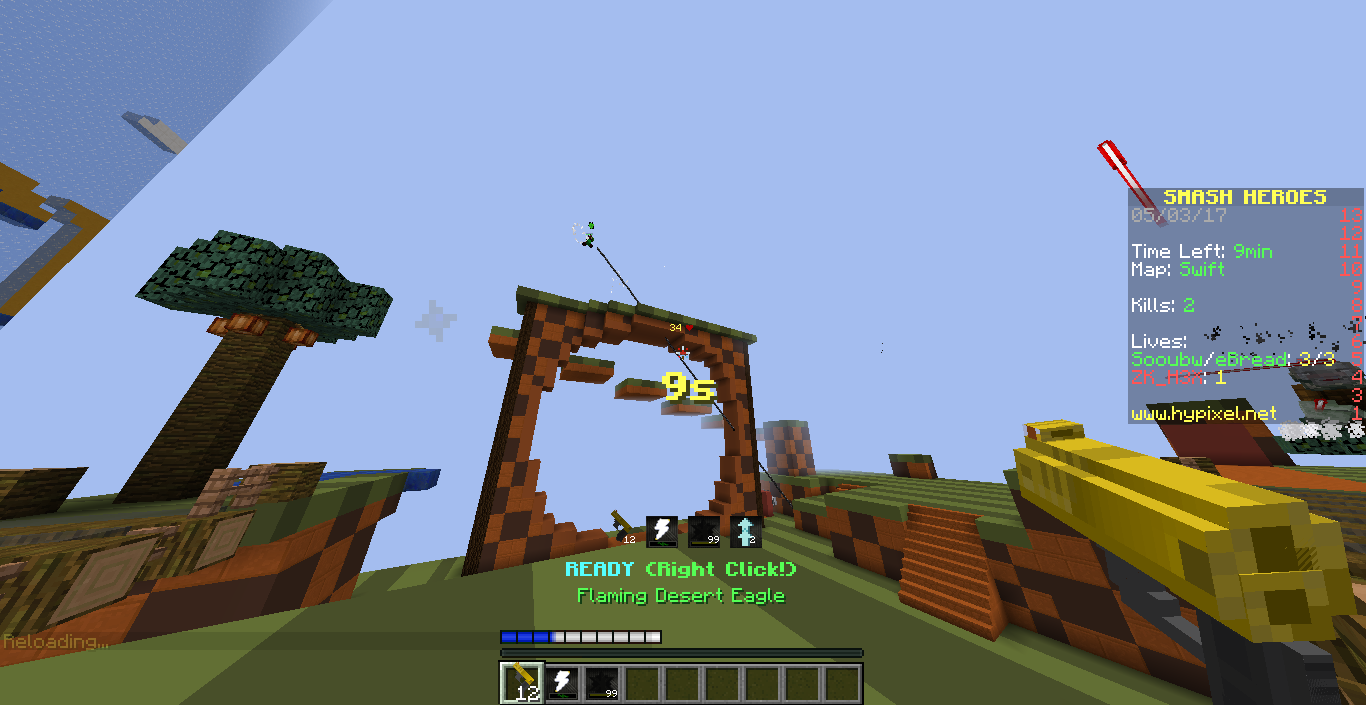 SMASH HEROES
05/03/17 13
12
Time Left: 9min 11
Map: Swift 10
9
Kills: 2 8
7
Lives: 6
Sooubw/eBread: 3/3 5
ZK_H3X: 1 4
3
www.hypixel.net
1
34
9s
12
99
2
READY (Right Click!)
Flaming Desert Eagle
Reloading...
12
99